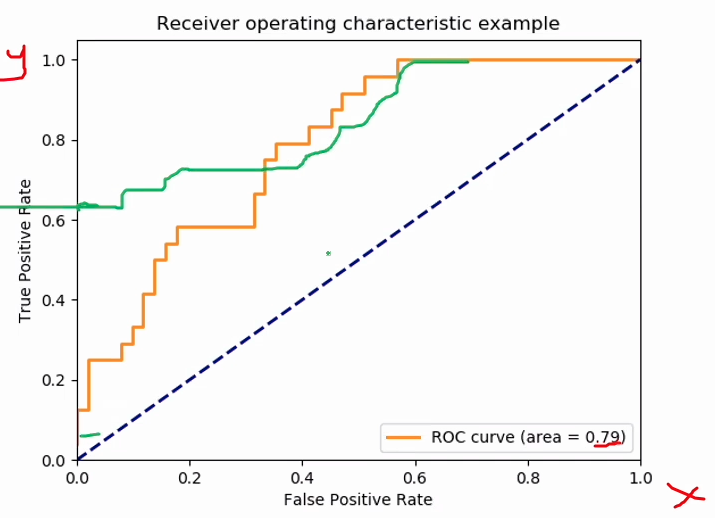 Receiver operating characteristic example
y
True Positive Rate
1.0
0.8
0.6
0.4
0.2
0.0
ROC curve (area = 0.79)
0.0 0.2 0.4 0.6 0.8 1.0
False Positive Rate
x